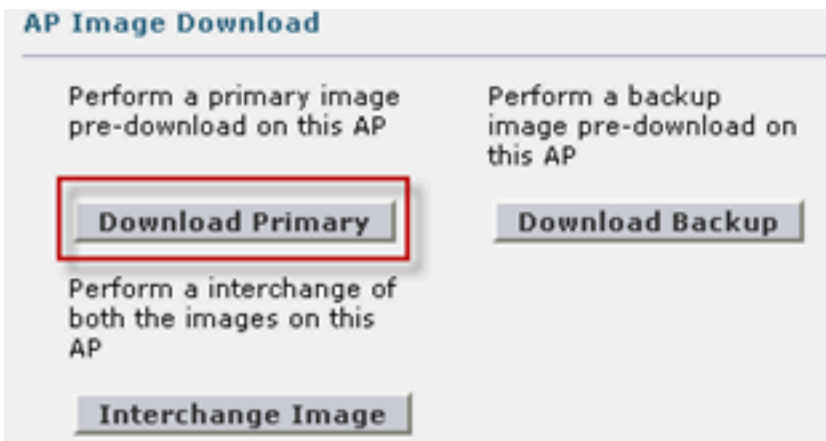 AP Image Download
Perform a primary image
pre-download on this AP
Download Primary
Perform a backup
image pre-download on
this AP
Download Backup
Perform a interchange of
both the images on this
AP
Interchange Image